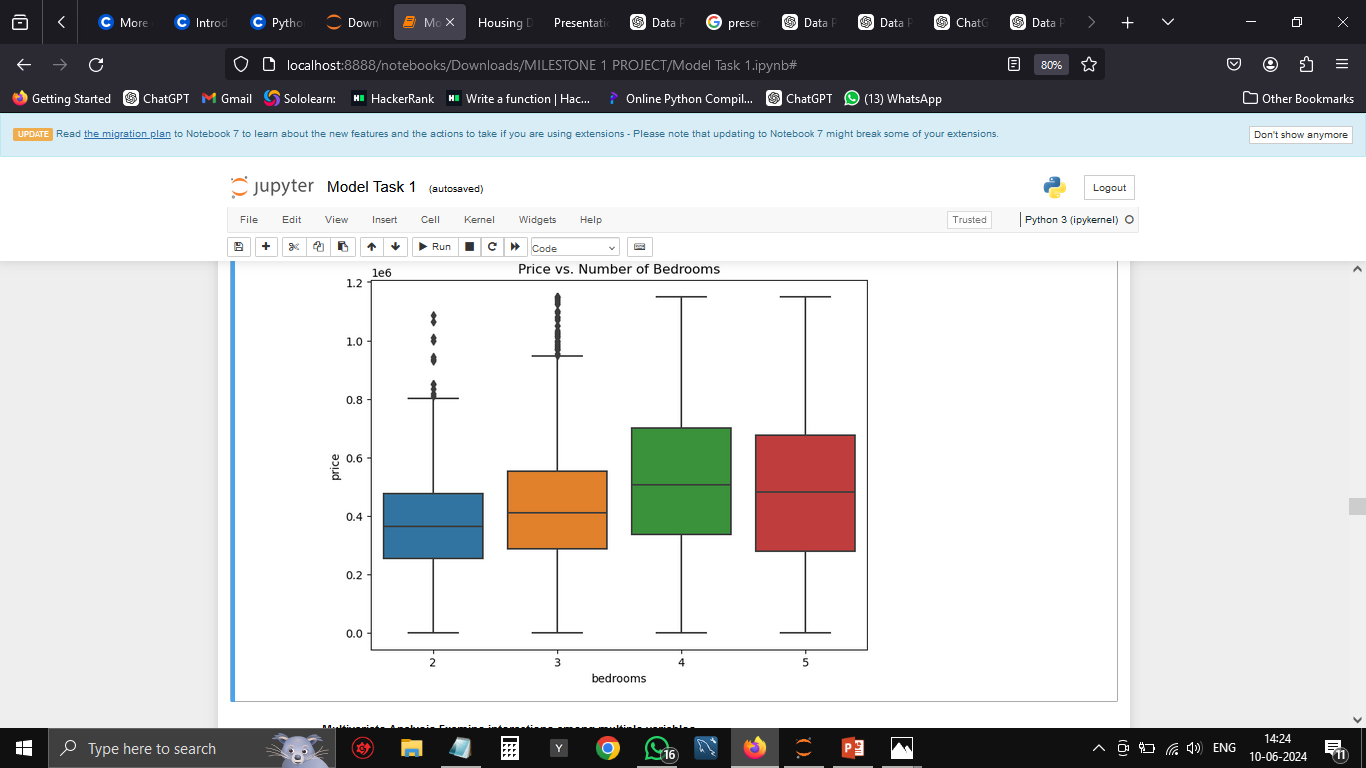 More
Introd
Pytho
Down
Mo
Housing D
Presentati
Data P
preser
Data P
Data P
ChatG
Data P
localhost:8888/notebooks/Downloads/MILESTONE 1 PROJECT/Model Task 1.ipynb#
80%
Getting Started
ChatGPT
Gmail
Sololearn:
HackerRank
Write a function | Hac...
Online Python Compil...
ChatGPT
(13) WhatsApp
Other Bookmarks
UPDATE Read the migration plan to Notebook 7 to learn about the new features and the actions to take if you are using extensions - Please note that updating to Notebook 7 might break some of your extensions.
Don't show anymore
jupyter Model Task 1 (autosaved)
Logout
File Edit View Insert Cell Kernel Widgets Help
Trusted
Python 3 (ipykernel)
Run
Code
Price vs. Number of Bedrooms
1e6
1.2
1.0
0.8
0.6
0.4
0.2
0.0
price
2 3 4 5
bedrooms
Multivariate Analysis Examine interactions among multiple variables
Type here to search
Y
16
ENG
14:24
10-06-2024
11